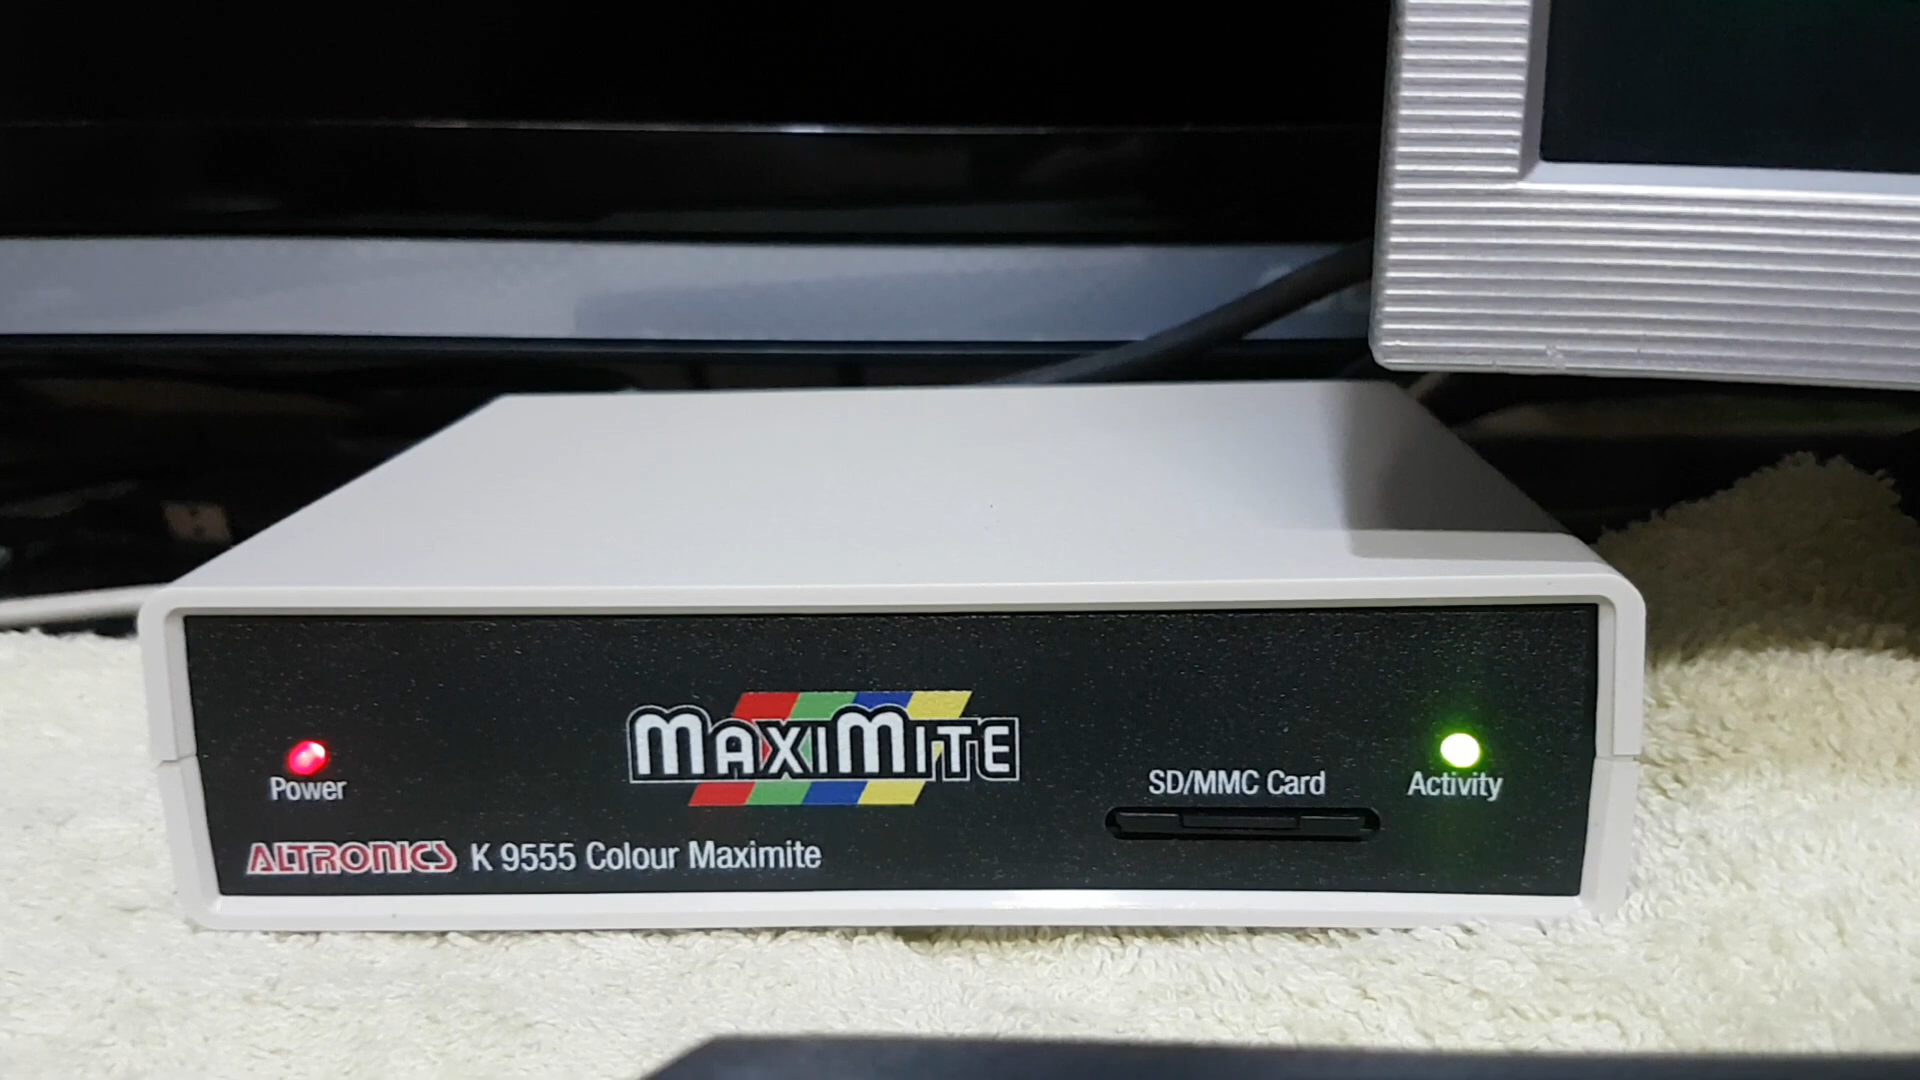 MAXIMITE
Power
SD/MMC Card
Activity
ALTRONICS K 9555 Colour Maximite